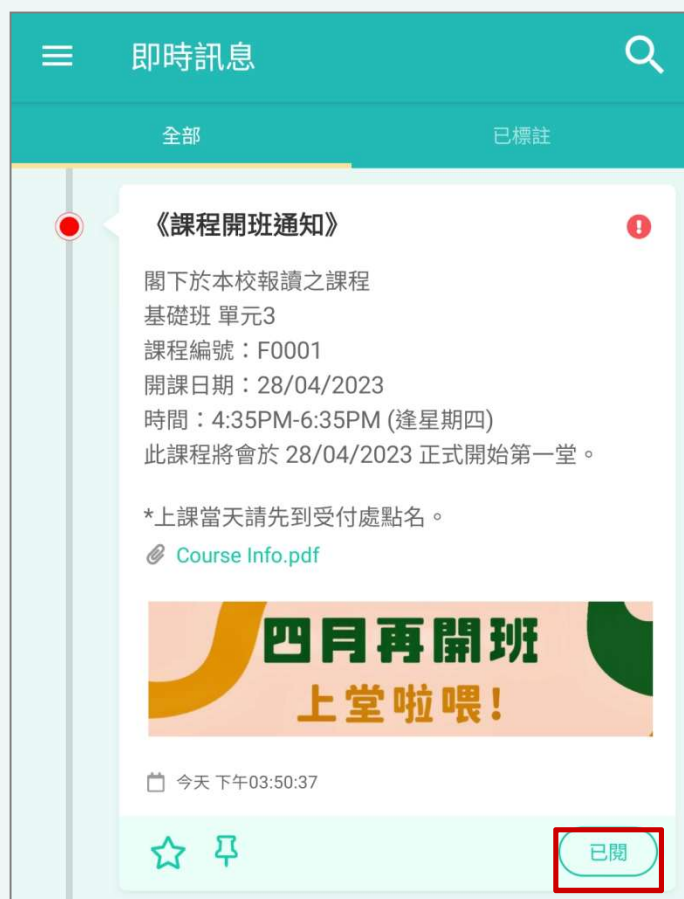 即時訊息
全部
已標註
《課程開班通知》
閣下於本校報讀之課程
基礎班 單元3
課程編號：F0001
開課日期：28/04/2023
時間：4:35PM-6:35PM (逢星期四)
此課程將會於 28/04/2023 正式開始第一堂。
*上課當天請先到受付處點名。
Course Info.pdf
四月再開班
上堂啦喂!
今天 下午03:50:37
已閱